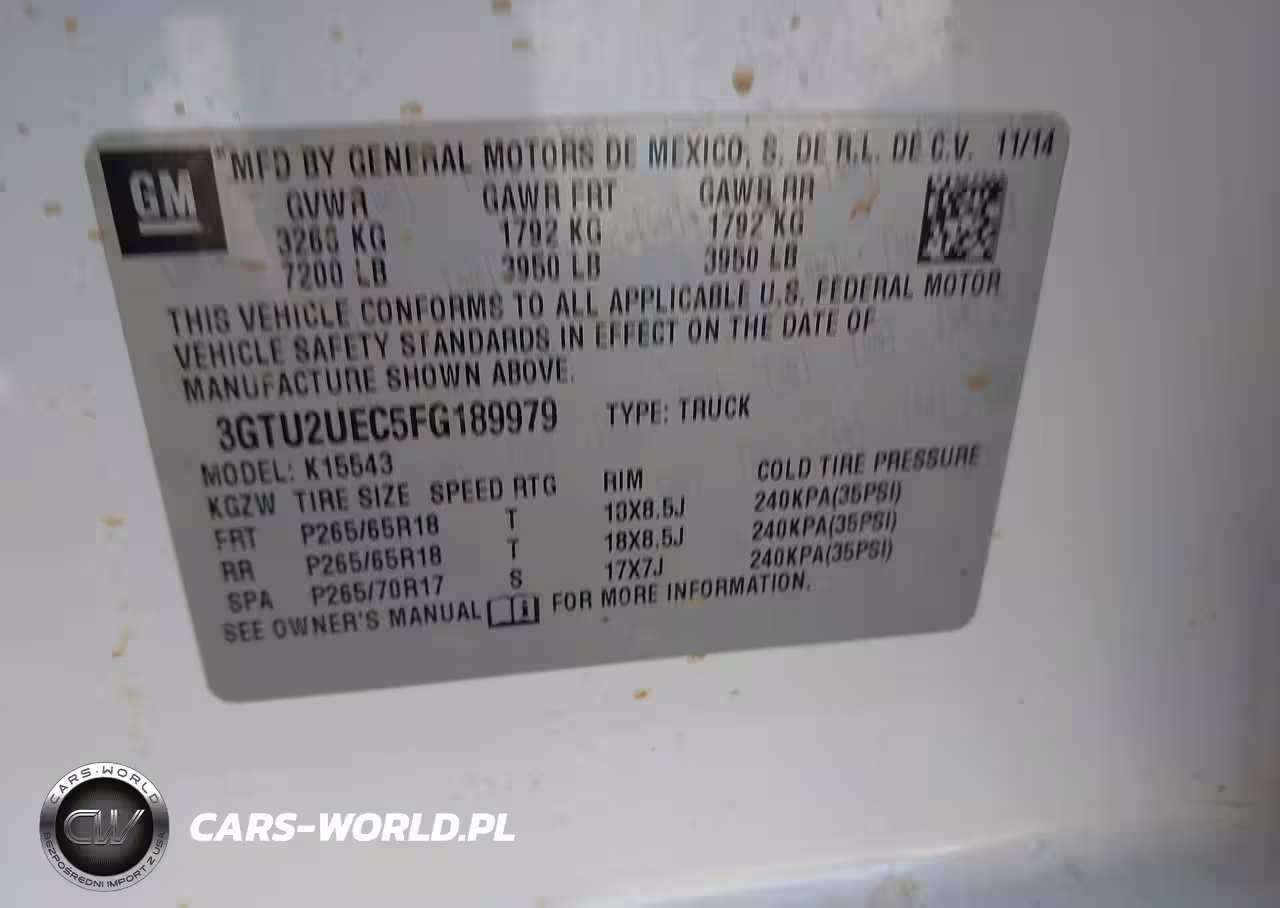 GM
MFD BY GENERAL MOTORS DE MEXICO, S. DE R.L. DE C.V. 11/14
GVWR GAWR FRT GAWR RR
3266 KG 1792 KG 1792 KG
7200 LB 3950 LB 3950 LB
THIS VEHICLE CONFORMS TO ALL APPLICABLE U.S. FEDERAL MOTOR
VEHICLE SAFETY STANDARDS IN EFFECT ON THE DATE OF
MANUFACTURE SHOWN ABOVE.
3GTU2UEC5FG189979 TYPE: TRUCK
MODEL: K15543
KGZW TIRE SIZE SPEED RTG RIM COLD TIRE PRESSURE
FRT P265/65R18 T 18X8.5J 240KPA(35PSI)
RR P265/65R18 T 18X8.5J 240KPA(35PSI)
SPA P265/70R17 S 17X7J 240KPA(35PSI)
SEE OWNER'S MANUAL FOR MORE INFORMATION.
CARS-WORLD
CW
BEZPOŚREDNI IMPORT Z USA
CARS-WORLD.PL